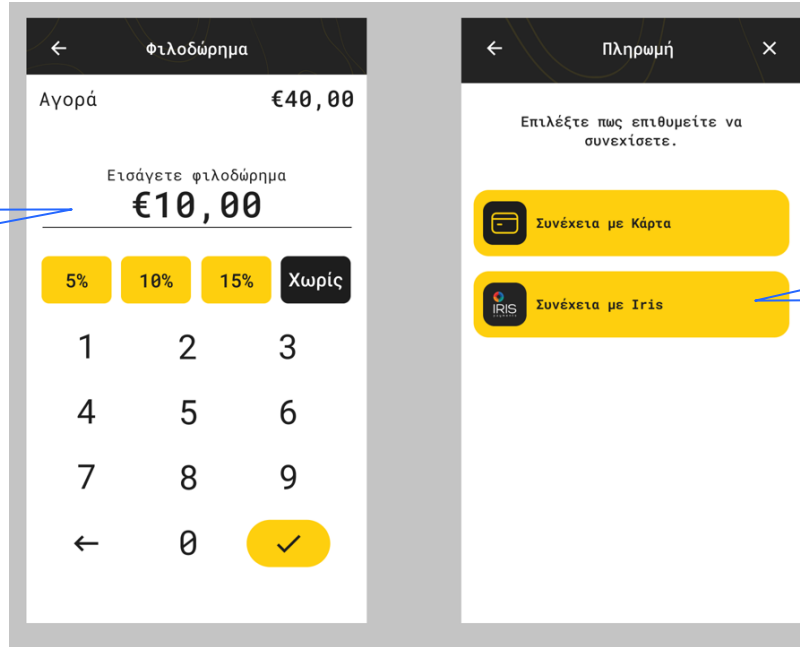 Φιλοδώρημα
Αγορά €40,00
Εισάγετε φιλοδώρημα
€10,00
5% 10% 15% Χωρίς
1 2 3
4 5 6
7 8 9
0
Πληρωμή
Επιλέξτε πως επιθυμείτε να
συνεχίσετε.
Συνέχεια με Κάρτα
IRIS
Συνέχεια με Iris